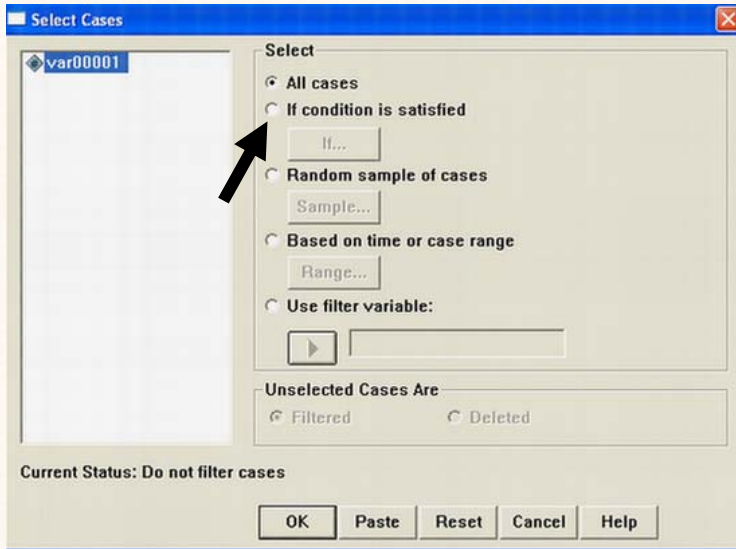 Select Cases
var00001
Select
All cases
If condition is satisfied
If...
Random sample of cases
Sample...
Based on time or case range
Range...
Use filter variable:
Unselected Cases Are
Filtered Deleted
Current Status: Do not filter cases
OK Paste Reset Cancel Help